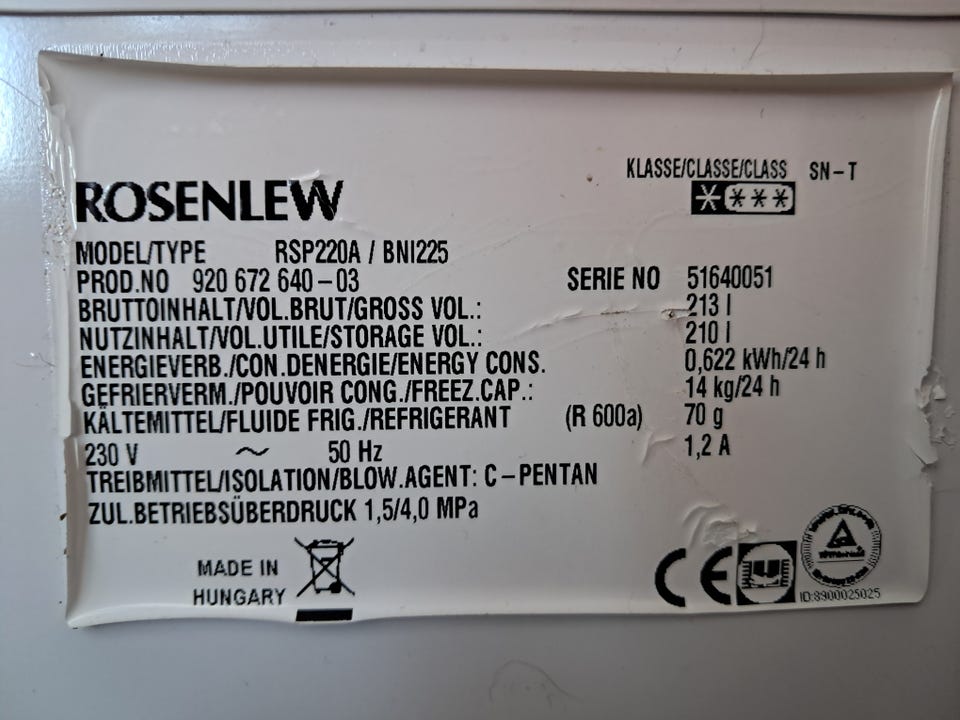 KLASSE/CLASSE/CLASS SN-T
ROSENLEW
MODEL/TYPE RSP220A / BNI225
PROD.NO 920 672 640-03 SERIE NO 51640051
BRUTTOINHALT/VOL.BRUT/GROSS VOL.: 213 l
NUTZINHALT/VOL.UTILE/STORAGE VOL.: 210 l
ENERGIEVERB./CON.DENERGIE/ENERGY CONS. 0,622 kWh/24 h
GEFRIERVERM./POUVOIR CONG./FREEZ.CAP.: 14 kg/24 h
KÄLTEMITTEL/FLUIDE FRIG./REFRIGERANT (R 600a) 70 g
230 V ~ 50 Hz 1,2 A
TREIBMITTEL/ISOLATION/BLOW.AGENT: C-PENTAN
ZUL.BETRIEBSÜBERDRUCK 1,5/4,0 MPa
MADE IN
HUNGARY
CE
ID:8900025025